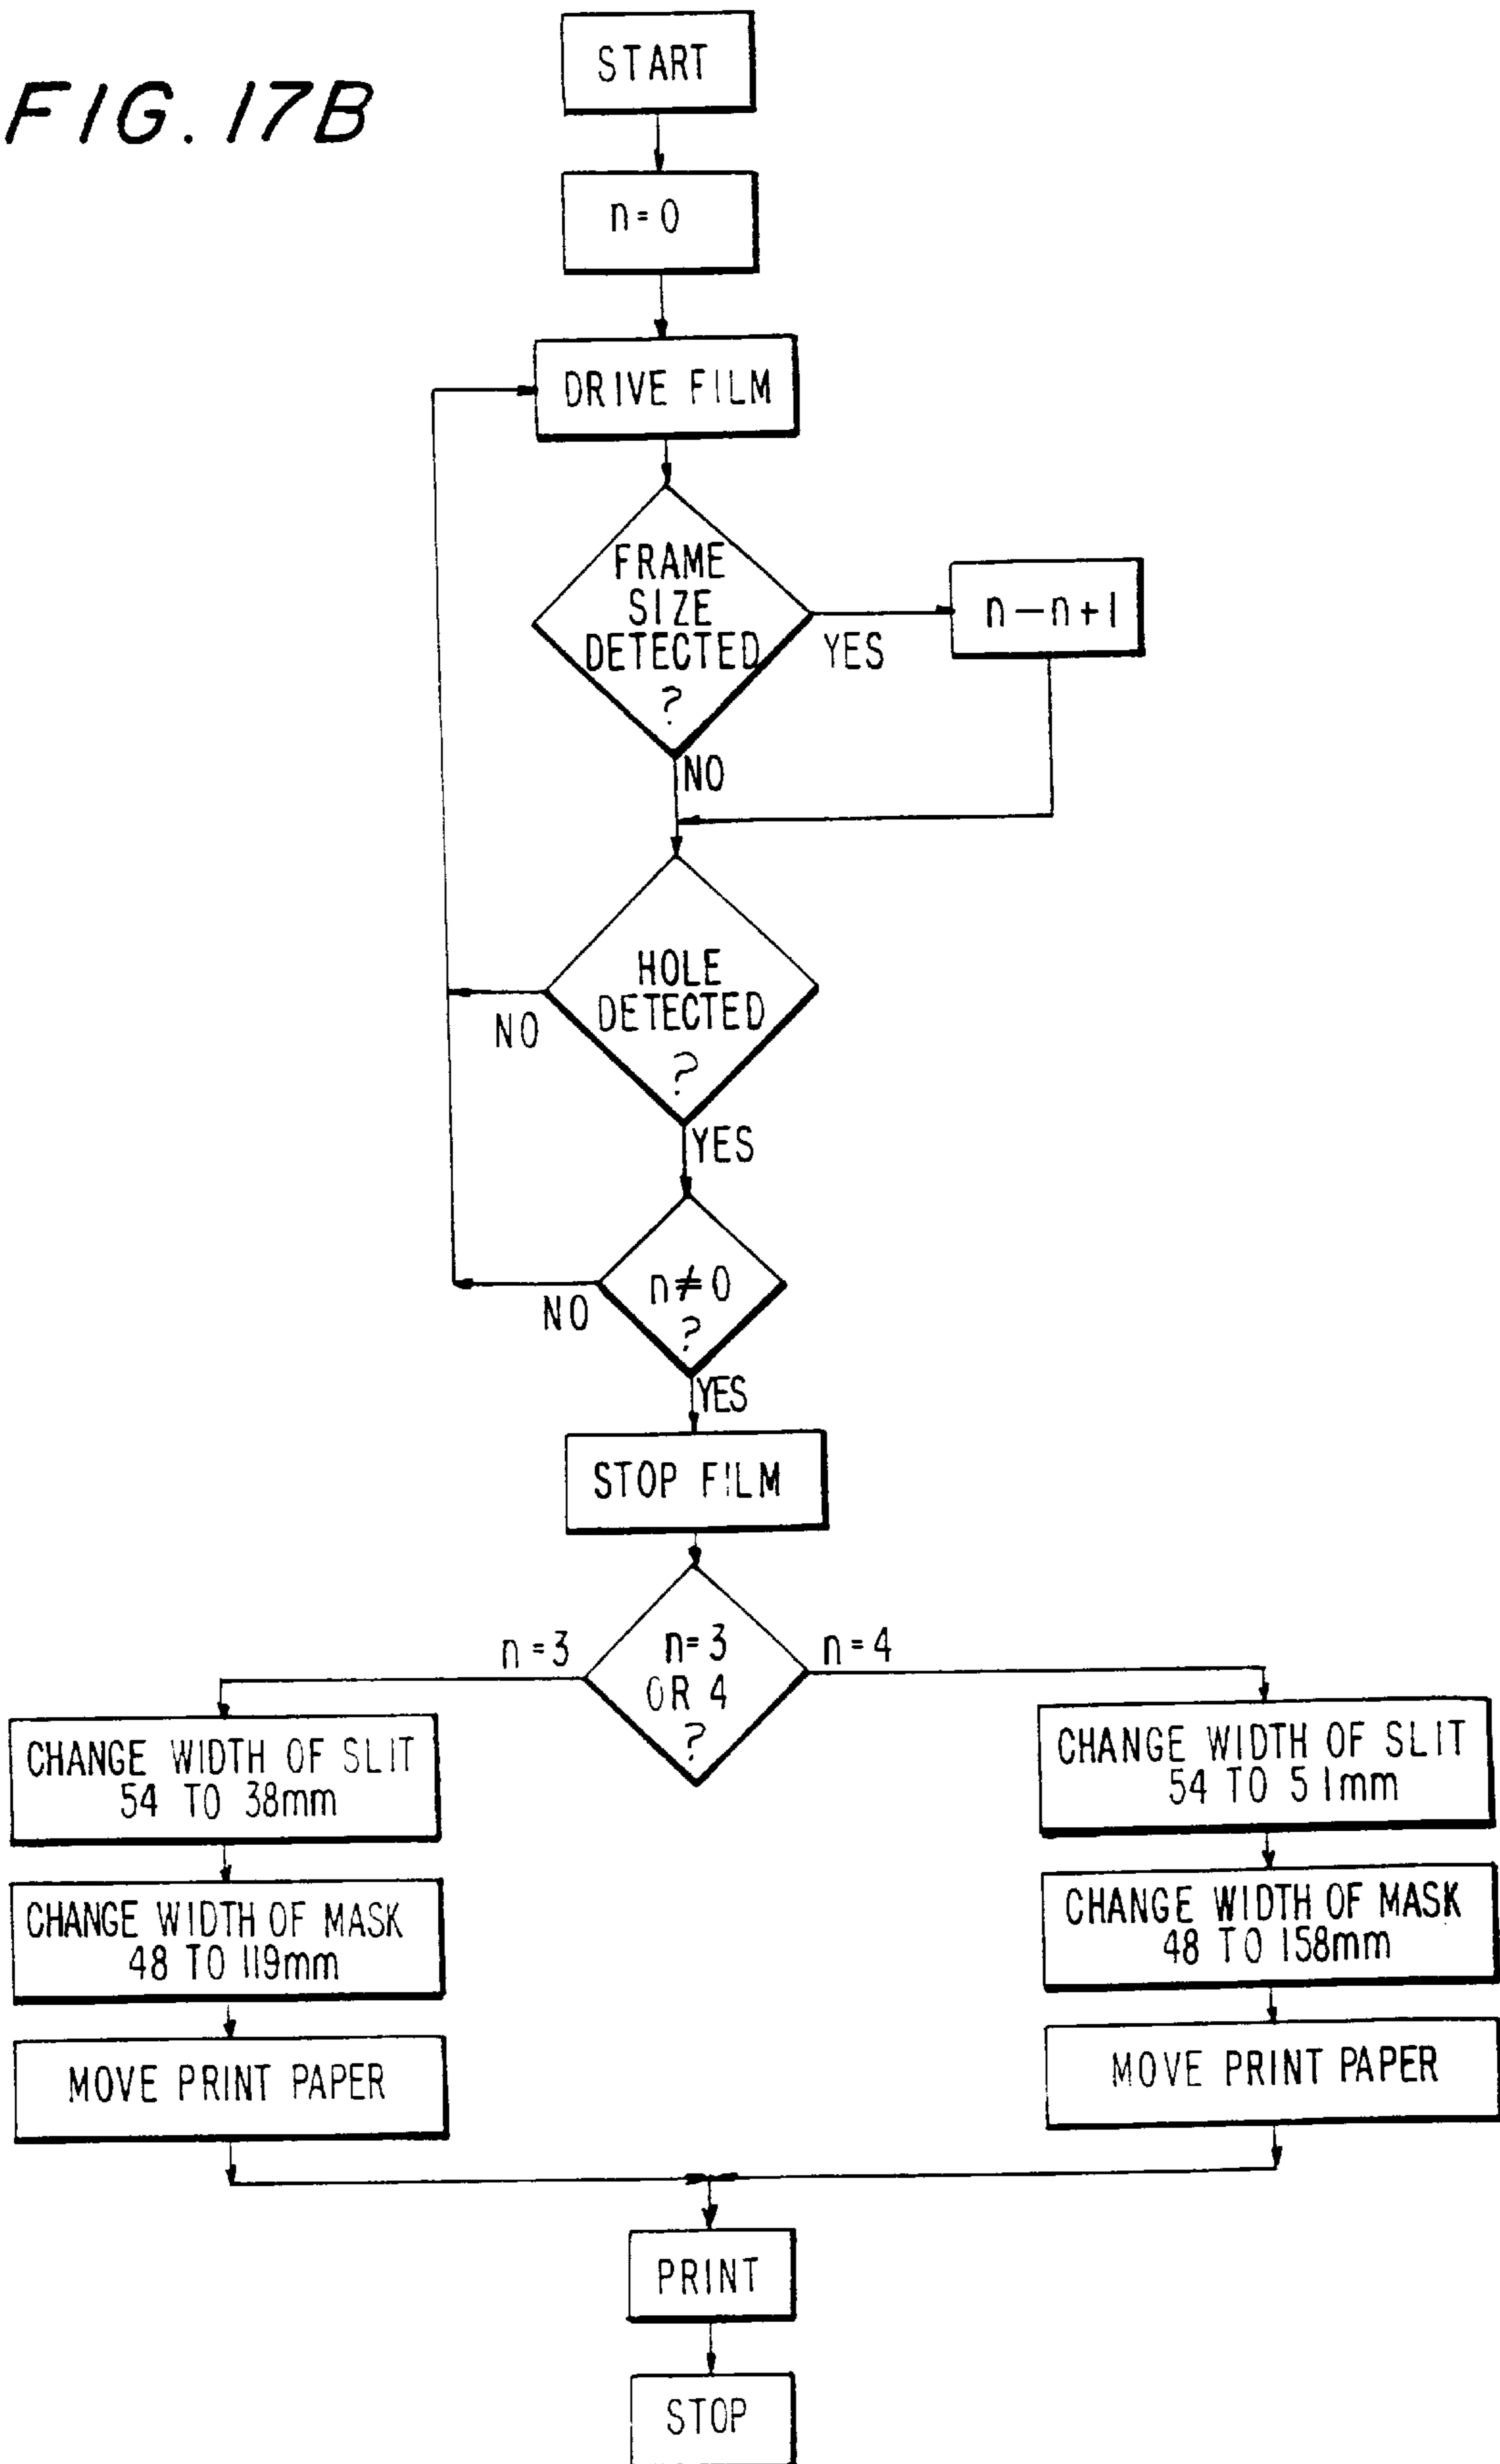 FIG. 17B
START
n=0
DRIVE FILM
FRAME
SIZE
DETECTED
?
YES
n−n+1
NO
HOLE
DETECTED
?
NO
YES
n≠0
?
NO
YES
STOP FILM
n=3
n=3
OR 4
?
n=4
CHANGE WIDTH OF SLIT
54 TO 38mm
CHANGE WIDTH OF SLIT
54 TO 51mm
CHANGE WIDTH OF MASK
48 TO 119mm
CHANGE WIDTH OF MASK
48 TO 158mm
MOVE PRINT PAPER
MOVE PRINT PAPER
PRINT
STOP